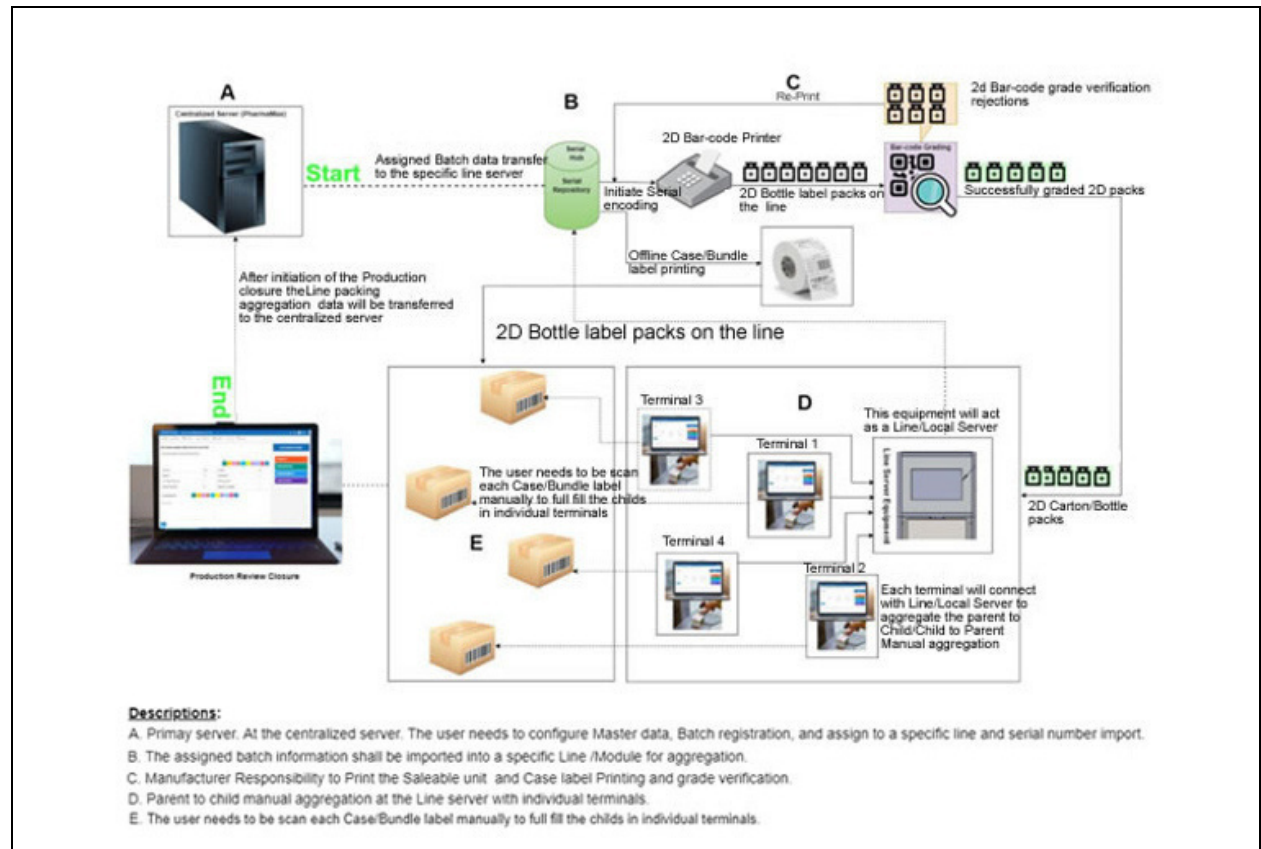 A
B
C
Centralized Server (PharmaMax)
Start
Assigned Batch data transfer
to the specific line server
Serial
Hub
Serial
Repository
Re-Print
2D Bar-code Printer
Initiate Serial
encoding
2D Bottle label packs on
the line
Bar-code Grading
2d Bar-code grade verification
rejections
Successfully graded 2D packs
Offline Case/Bundle
label printing
After initiation of the Production
closure theLine packing
aggregation data will be transferred
to the centralized server
2D Bottle label packs on the line
End
Production Review Closure
Terminal 3
D
Terminal 1
This equipment will act
as a Line/Local Server
Line Server Equipment
2D Carton/Bottle
packs
The user needs to be scan
each Case/Bundle label
manually to full fill the childs
in individual terminals
E
Terminal 4
Terminal 2
Each terminal will connect
with Line/Local Server to
aggregate the parent to
Child/Child to Parent
Manual aggregation
Descriptions:
A. Primay server. At the centralized server. The user needs to configure Master data, Batch registration, and assign to a specific line and serial number import.
B. The assigned batch information shall be imported into a specific Line /Module for aggregation.
C. Manufacturer Responsibility to Print the Saleable unit and Case label Printing and grade verification.
D. Parent to child manual aggregation at the Line server with individual terminals.
E. The user needs to be scan each Case/Bundle label manually to full fill the childs in individual terminals.